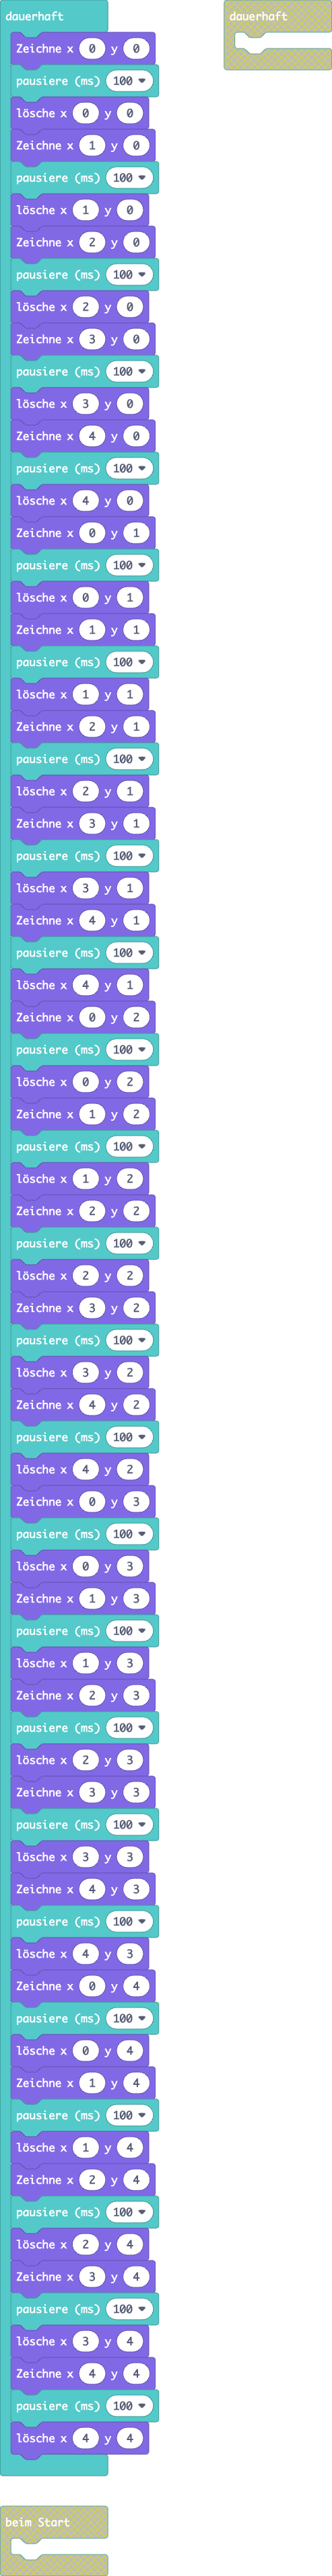 dauerhaft
Zeichne x 0 y 0
pausiere (ms) 100
lösche x 0 y 0
Zeichne x 1 y 0
pausiere (ms) 100
lösche x 1 y 0
Zeichne x 2 y 0
pausiere (ms) 100
lösche x 2 y 0
Zeichne x 3 y 0
pausiere (ms) 100
lösche x 3 y 0
Zeichne x 4 y 0
pausiere (ms) 100
lösche x 4 y 0
Zeichne x 0 y 1
pausiere (ms) 100
lösche x 0 y 1
Zeichne x 1 y 1
pausiere (ms) 100
lösche x 1 y 1
Zeichne x 2 y 1
pausiere (ms) 100
lösche x 2 y 1
Zeichne x 3 y 1
pausiere (ms) 100
lösche x 3 y 1
Zeichne x 4 y 1
pausiere (ms) 100
lösche x 4 y 1
Zeichne x 0 y 2
pausiere (ms) 100
lösche x 0 y 2
Zeichne x 1 y 2
pausiere (ms) 100
lösche x 1 y 2
Zeichne x 2 y 2
pausiere (ms) 100
lösche x 2 y 2
Zeichne x 3 y 2
pausiere (ms) 100
lösche x 3 y 2
Zeichne x 4 y 2
pausiere (ms) 100
lösche x 4 y 2
Zeichne x 0 y 3
pausiere (ms) 100
lösche x 0 y 3
Zeichne x 1 y 3
pausiere (ms) 100
lösche x 1 y 3
Zeichne x 2 y 3
pausiere (ms) 100
lösche x 2 y 3
Zeichne x 3 y 3
pausiere (ms) 100
lösche x 3 y 3
Zeichne x 4 y 3
pausiere (ms) 100
lösche x 4 y 3
Zeichne x 0 y 4
pausiere (ms) 100
lösche x 0 y 4
Zeichne x 1 y 4
pausiere (ms) 100
lösche x 1 y 4
Zeichne x 2 y 4
pausiere (ms) 100
lösche x 2 y 4
Zeichne x 3 y 4
pausiere (ms) 100
lösche x 3 y 4
Zeichne x 4 y 4
pausiere (ms) 100
lösche x 4 y 4
beim Start
dauerhaft